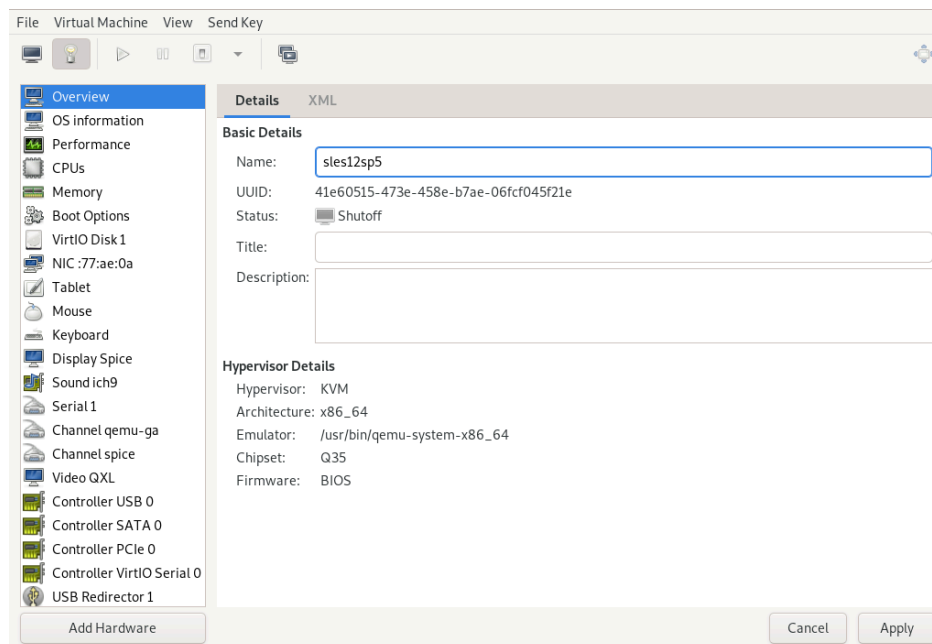 File Virtual Machine View Send Key
Overview
OS information
Performance
CPUs
Memory
Boot Options
VirtIO Disk 1
NIC :77:ae:0a
Tablet
Mouse
Keyboard
Display Spice
Sound ich9
Serial 1
Channel qemu-ga
Channel spice
Video QXL
Controller USB 0
Controller SATA 0
Controller PCIe 0
Controller VirtIO Serial 0
USB Redirector 1
Add Hardware
Details XML
Basic Details
Name: sles12sp5
UUID: 41e60515-473e-458e-b7ae-06fcf045f21e
Status: Shutoff
Title:
Description:
Hypervisor Details
Hypervisor: KVM
Architecture: x86_64
Emulator: /usr/bin/qemu-system-x86_64
Chipset: Q35
Firmware: BIOS
Cancel Apply